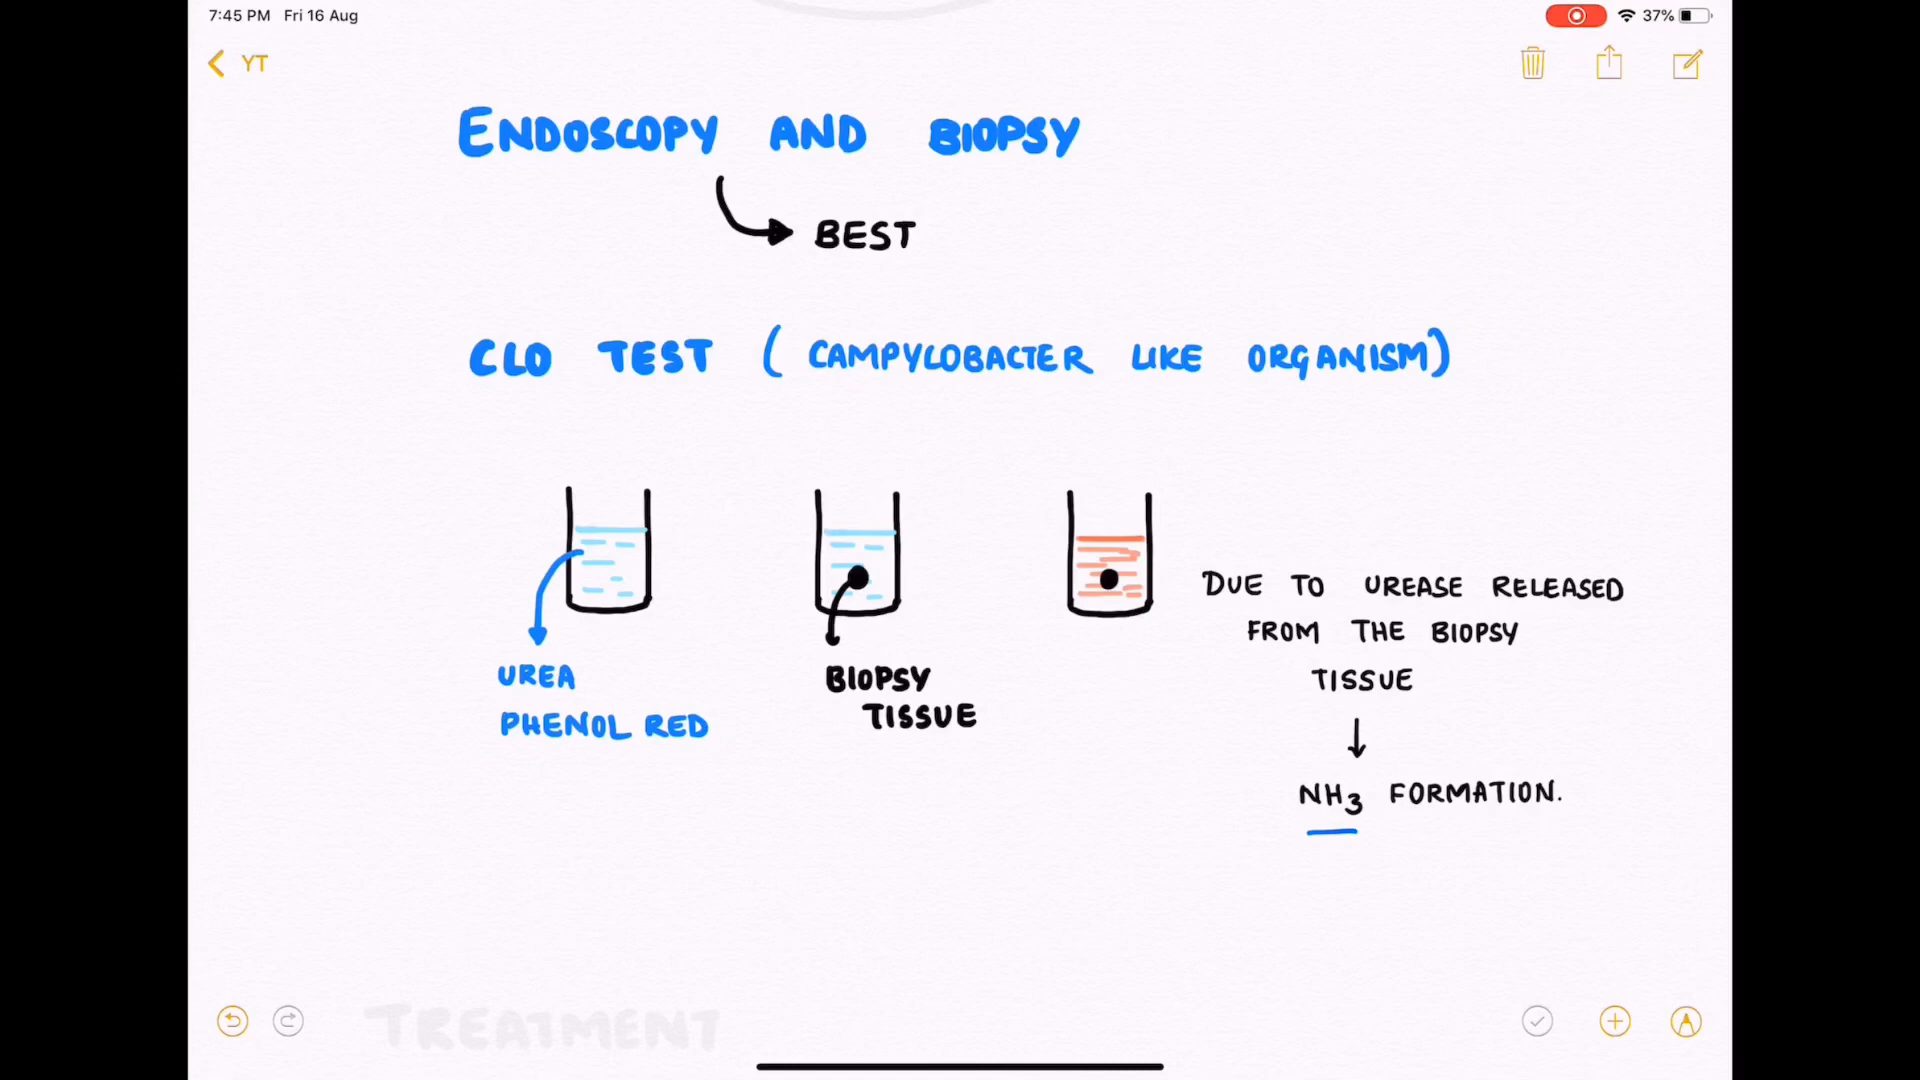 7:45 PM Fri 16 Aug
37%
YT
ENDOSCOPY AND BIOPSY
BEST
CLO TEST ( CAMPYLOBACTER LIKE ORGANISM)
UREA
PHENOL RED
BIOPSY
TISSUE
DUE TO UREASE RELEASED
FROM THE BIOPSY
TISSUE
NH3 FORMATION.
TREATMENT